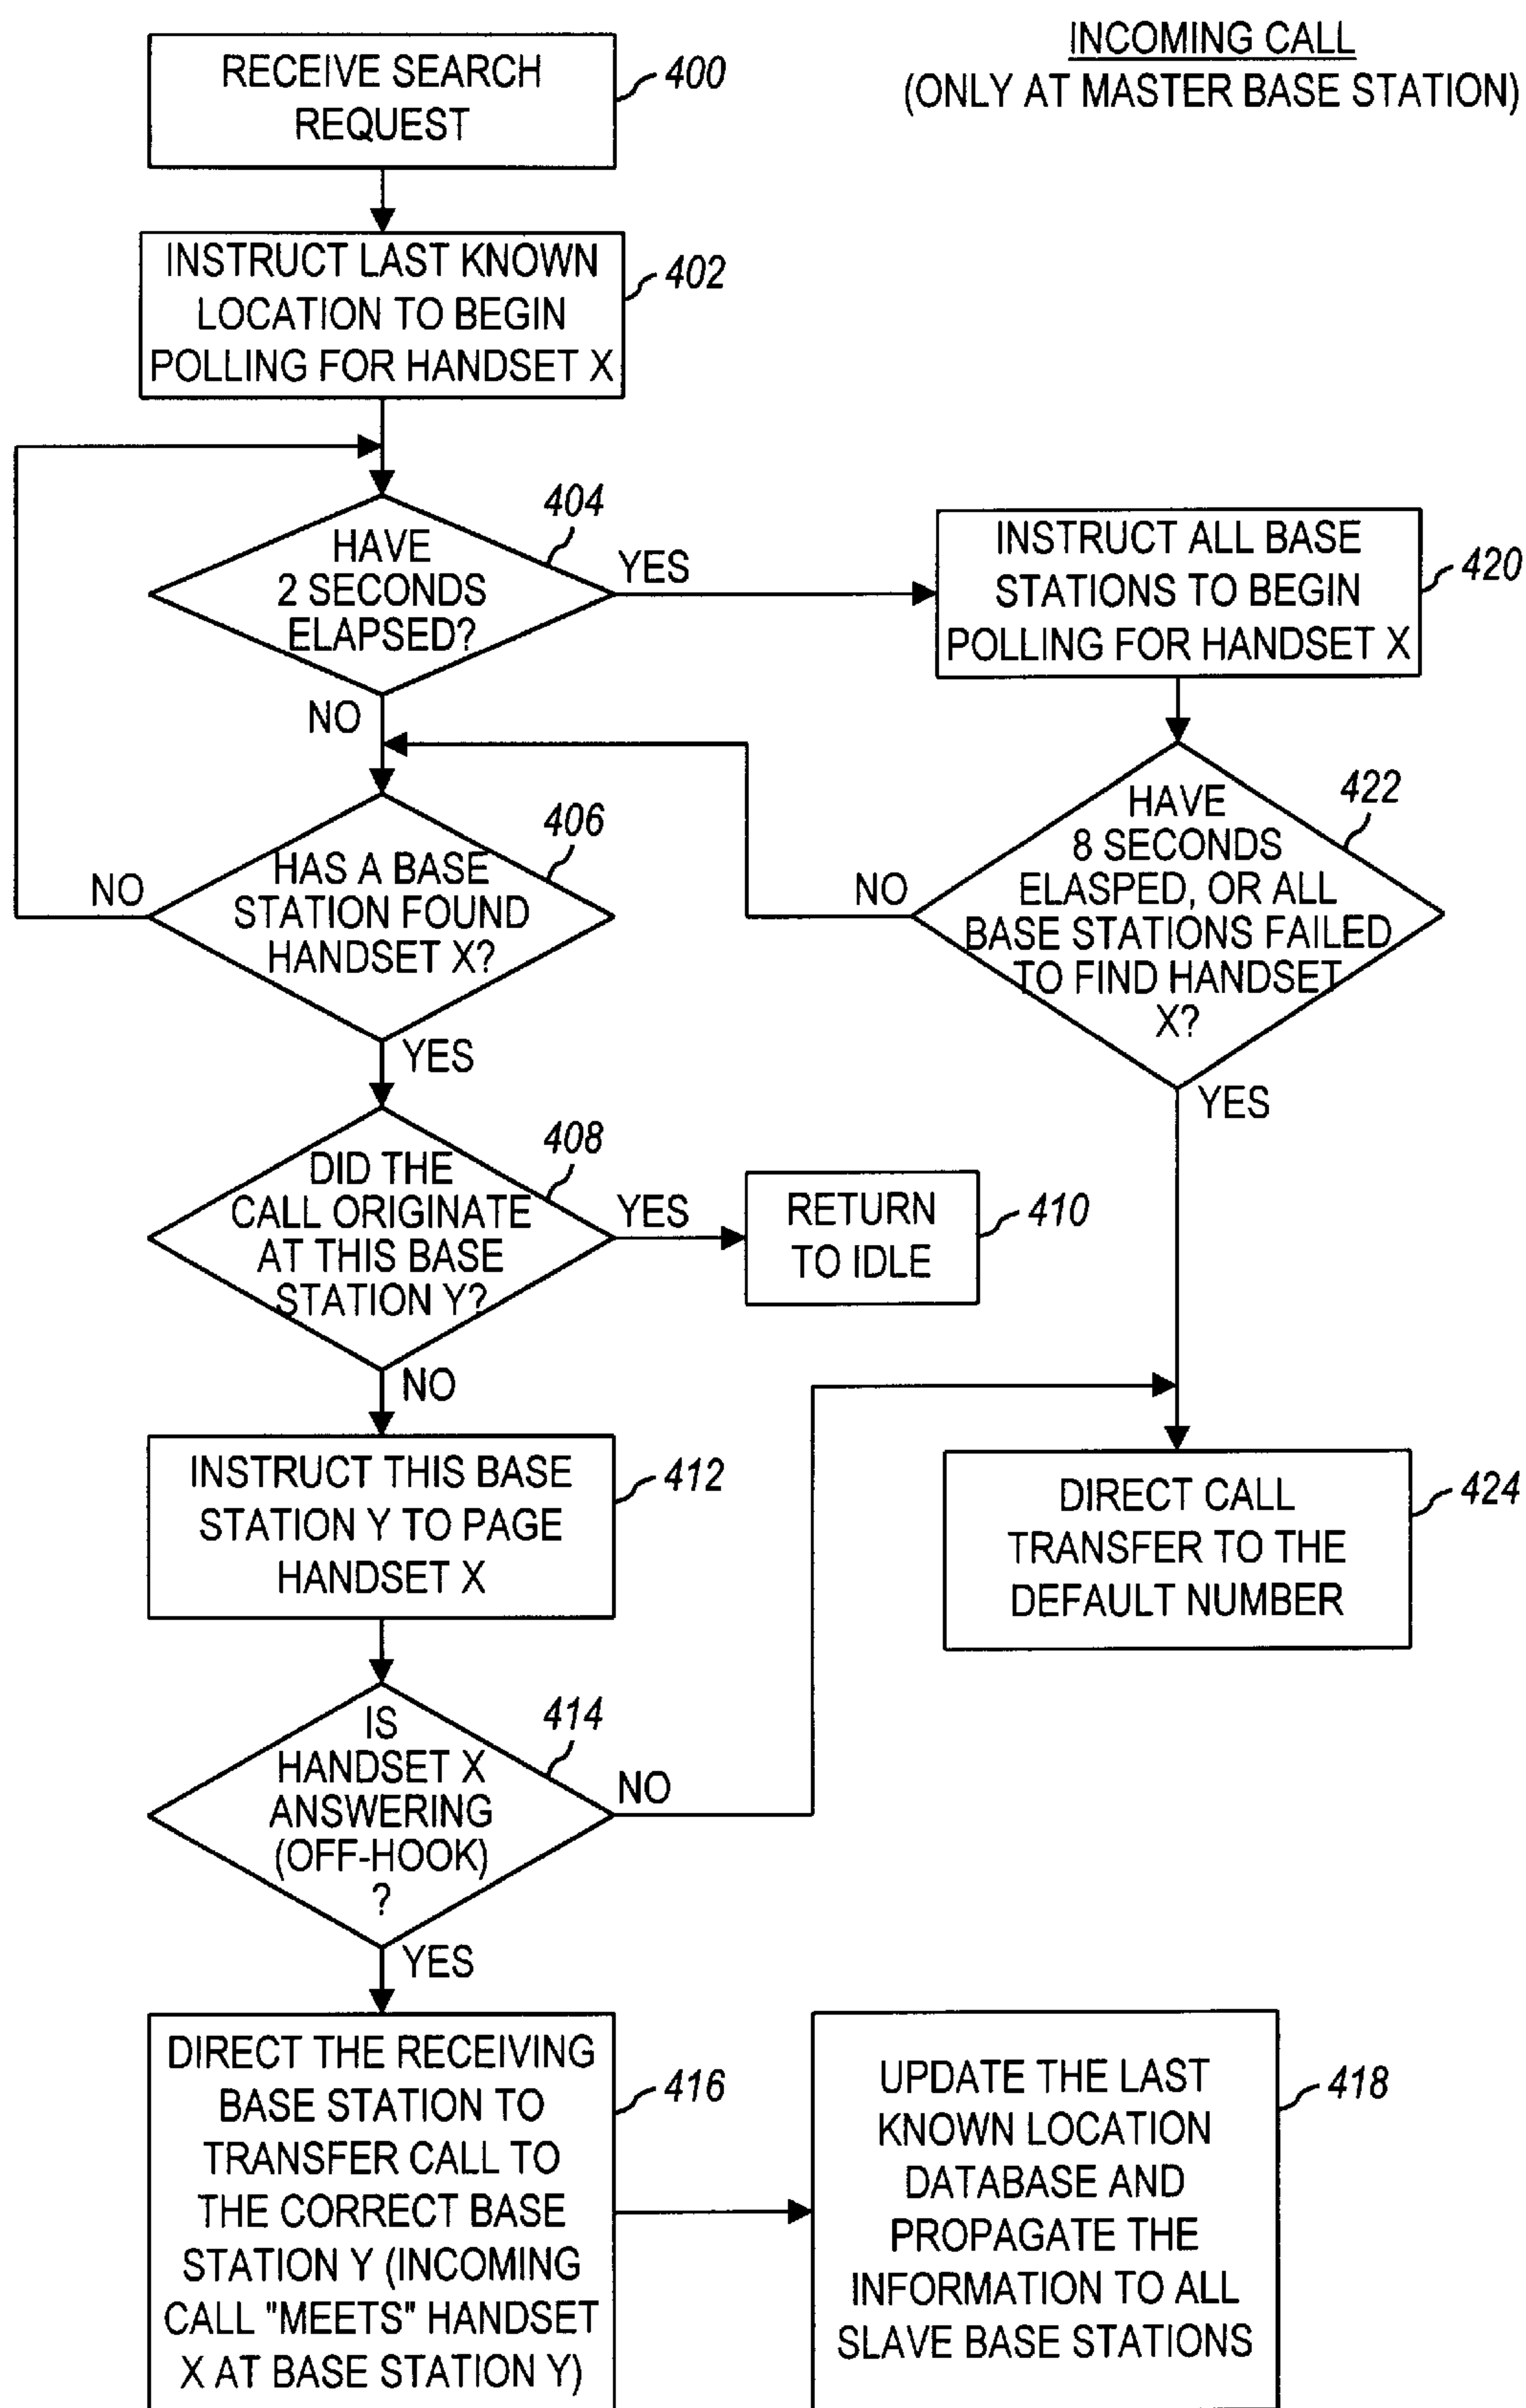 INCOMING CALL
(ONLY AT MASTER BASE STATION)
RECEIVE SEARCH
REQUEST
400
INSTRUCT LAST KNOWN
LOCATION TO BEGIN
POLLING FOR HANDSET X
402
HAVE
2 SECONDS
ELAPSED?
404
YES
NO
INSTRUCT ALL BASE
STATIONS TO BEGIN
POLLING FOR HANDSET X
420
HAS A BASE
STATION FOUND
HANDSET X?
406
NO
YES
HAVE
8 SECONDS
ELASPED, OR ALL
BASE STATIONS FAILED
TO FIND HANDSET
X?
422
NO
YES
DID THE
CALL ORIGINATE
AT THIS BASE
STATION Y?
408
YES
NO
RETURN
TO IDLE
410
INSTRUCT THIS BASE
STATION Y TO PAGE
HANDSET X
412
DIRECT CALL
TRANSFER TO THE
DEFAULT NUMBER
424
IS
HANDSET X
ANSWERING
(OFF-HOOK)
?
414
NO
YES
DIRECT THE RECEIVING
BASE STATION TO
TRANSFER CALL TO
THE CORRECT BASE
STATION Y (INCOMING
CALL "MEETS" HANDSET
X AT BASE STATION Y)
416
UPDATE THE LAST
KNOWN LOCATION
DATABASE AND
PROPAGATE THE
INFORMATION TO ALL
SLAVE BASE STATIONS
418